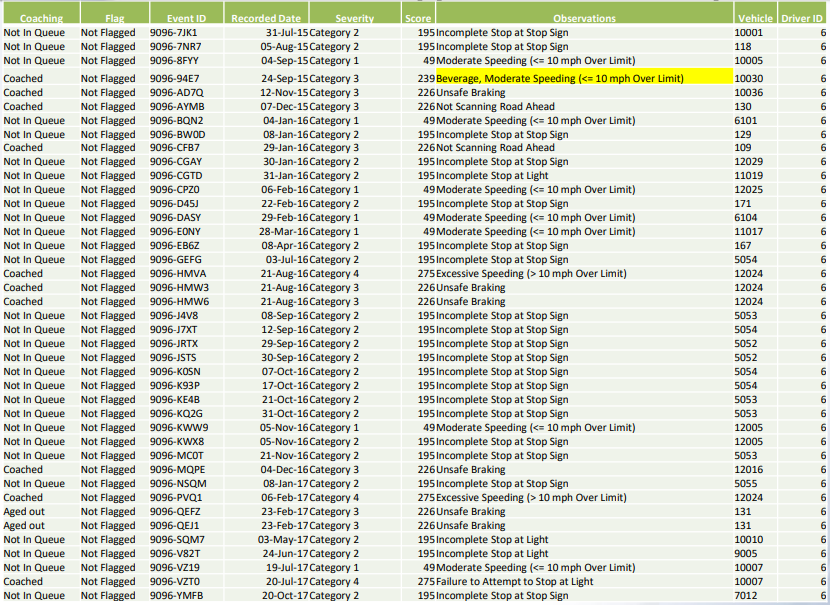 Coaching Flag Event ID Recorded Date Severity Score Observations Vehicle Driver ID
Not In Queue Not Flagged 9096-7JK1 31-Jul-15 Category 2 195 Incomplete Stop at Stop Sign 10001 6
Not In Queue Not Flagged 9096-7NR7 05-Aug-15 Category 2 195 Incomplete Stop at Stop Sign 118 6
Not In Queue Not Flagged 9096-8FYY 04-Sep-15 Category 1 49 Moderate Speeding (<= 10 mph Over Limit) 10005 6
Coached Not Flagged 9096-94E7 24-Sep-15 Category 3 239 Beverage, Moderate Speeding (<= 10 mph Over Limit) 10030 6
Coached Not Flagged 9096-AD7Q 12-Nov-15 Category 3 226 Unsafe Braking 10036 6
Coached Not Flagged 9096-AYMB 07-Dec-15 Category 3 226 Not Scanning Road Ahead 130 6
Not In Queue Not Flagged 9096-BQN2 04-Jan-16 Category 1 49 Moderate Speeding (<= 10 mph Over Limit) 6101 6
Not In Queue Not Flagged 9096-BW0D 08-Jan-16 Category 2 195 Incomplete Stop at Stop Sign 129 6
Coached Not Flagged 9096-CFB7 29-Jan-16 Category 3 226 Not Scanning Road Ahead 109 6
Not In Queue Not Flagged 9096-CGAY 30-Jan-16 Category 2 195 Incomplete Stop at Stop Sign 12029 6
Not In Queue Not Flagged 9096-CGTD 31-Jan-16 Category 2 195 Incomplete Stop at Light 11019 6
Not In Queue Not Flagged 9096-CPZ0 06-Feb-16 Category 1 49 Moderate Speeding (<= 10 mph Over Limit) 12025 6
Not In Queue Not Flagged 9096-D45J 22-Feb-16 Category 2 195 Incomplete Stop at Stop Sign 171 6
Not In Queue Not Flagged 9096-DASY 29-Feb-16 Category 1 49 Moderate Speeding (<= 10 mph Over Limit) 6104 6
Not In Queue Not Flagged 9096-E0NY 28-Mar-16 Category 1 49 Moderate Speeding (<= 10 mph Over Limit) 11017 6
Not In Queue Not Flagged 9096-EB6Z 08-Apr-16 Category 2 195 Incomplete Stop at Stop Sign 167 6
Not In Queue Not Flagged 9096-GEFG 03-Jul-16 Category 2 195 Incomplete Stop at Stop Sign 5054 6
Coached Not Flagged 9096-HMVA 21-Aug-16 Category 4 275 Excessive Speeding (> 10 mph Over Limit) 12024 6
Coached Not Flagged 9096-HMW3 21-Aug-16 Category 3 226 Unsafe Braking 12024 6
Coached Not Flagged 9096-HMW6 21-Aug-16 Category 3 226 Unsafe Braking 12024 6
Not In Queue Not Flagged 9096-J4V8 08-Sep-16 Category 2 195 Incomplete Stop at Stop Sign 5053 6
Not In Queue Not Flagged 9096-J7XT 12-Sep-16 Category 2 195 Incomplete Stop at Stop Sign 5054 6
Not In Queue Not Flagged 9096-JRTX 29-Sep-16 Category 2 195 Incomplete Stop at Stop Sign 5052 6
Not In Queue Not Flagged 9096-JSTS 30-Sep-16 Category 2 195 Incomplete Stop at Stop Sign 5052 6
Not In Queue Not Flagged 9096-K0SN 07-Oct-16 Category 2 195 Incomplete Stop at Stop Sign 5054 6
Not In Queue Not Flagged 9096-K93P 17-Oct-16 Category 2 195 Incomplete Stop at Stop Sign 5054 6
Not In Queue Not Flagged 9096-KE4B 21-Oct-16 Category 2 195 Incomplete Stop at Stop Sign 5053 6
Not In Queue Not Flagged 9096-KQ2G 31-Oct-16 Category 2 195 Incomplete Stop at Stop Sign 5053 6
Not In Queue Not Flagged 9096-KWW9 05-Nov-16 Category 1 49 Moderate Speeding (<= 10 mph Over Limit) 12005 6
Not In Queue Not Flagged 9096-KWX8 05-Nov-16 Category 2 195 Incomplete Stop at Stop Sign 12005 6
Not In Queue Not Flagged 9096-MC0T 21-Nov-16 Category 2 195 Incomplete Stop at Stop Sign 5053 6
Coached Not Flagged 9096-MQPE 04-Dec-16 Category 3 226 Unsafe Braking 12016 6
Not In Queue Not Flagged 9096-NSQM 08-Jan-17 Category 2 195 Incomplete Stop at Stop Sign 5055 6
Coached Not Flagged 9096-PVQ1 06-Feb-17 Category 4 275 Excessive Speeding (> 10 mph Over Limit) 12024 6
Aged out Not Flagged 9096-QEFZ 23-Feb-17 Category 3 226 Unsafe Braking 131 6
Aged out Not Flagged 9096-QEJ1 23-Feb-17 Category 3 226 Unsafe Braking 131 6
Not In Queue Not Flagged 9096-SQM7 03-May-17 Category 2 195 Incomplete Stop at Light 10010 6
Not In Queue Not Flagged 9096-V82T 24-Jun-17 Category 2 195 Incomplete Stop at Light 9005 6
Not In Queue Not Flagged 9096-VZ19 19-Jul-17 Category 1 49 Moderate Speeding (<= 10 mph Over Limit) 10007 6
Coached Not Flagged 9096-VZT0 20-Jul-17 Category 4 275 Failure to Attempt to Stop at Light 10007 6
Not In Queue Not Flagged 9096-YMFB 20-Oct-17 Category 2 195 Incomplete Stop at Stop Sign 7012 6